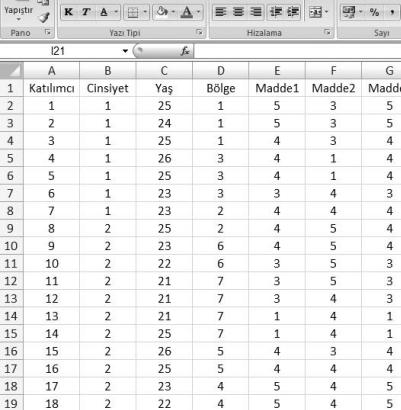 Yapıştır K T A A % ,
Pano Yazı Tipi Hizalama Sayı
I21 fx
A B C D E F G
1 Katılımcı Cinsiyet Yaş Bölge Madde1 Madde2 Madde
2 1 1 25 1 5 3 5
3 2 1 24 1 5 3 5
4 3 1 25 1 4 3 4
5 4 1 26 3 4 1 4
6 5 1 25 3 4 1 4
7 6 1 23 3 3 4 3
8 7 1 23 2 4 4 4
9 8 2 25 2 4 5 4
10 9 2 23 6 4 5 4
11 10 2 22 6 3 5 3
12 11 2 21 7 3 5 3
13 12 2 21 7 3 4 3
14 13 2 21 7 1 4 1
15 14 2 25 7 1 4 1
16 15 2 26 5 4 3 4
17 16 2 25 5 4 4 4
18 17 2 23 4 5 4 5
19 18 2 22 4 5 4 5